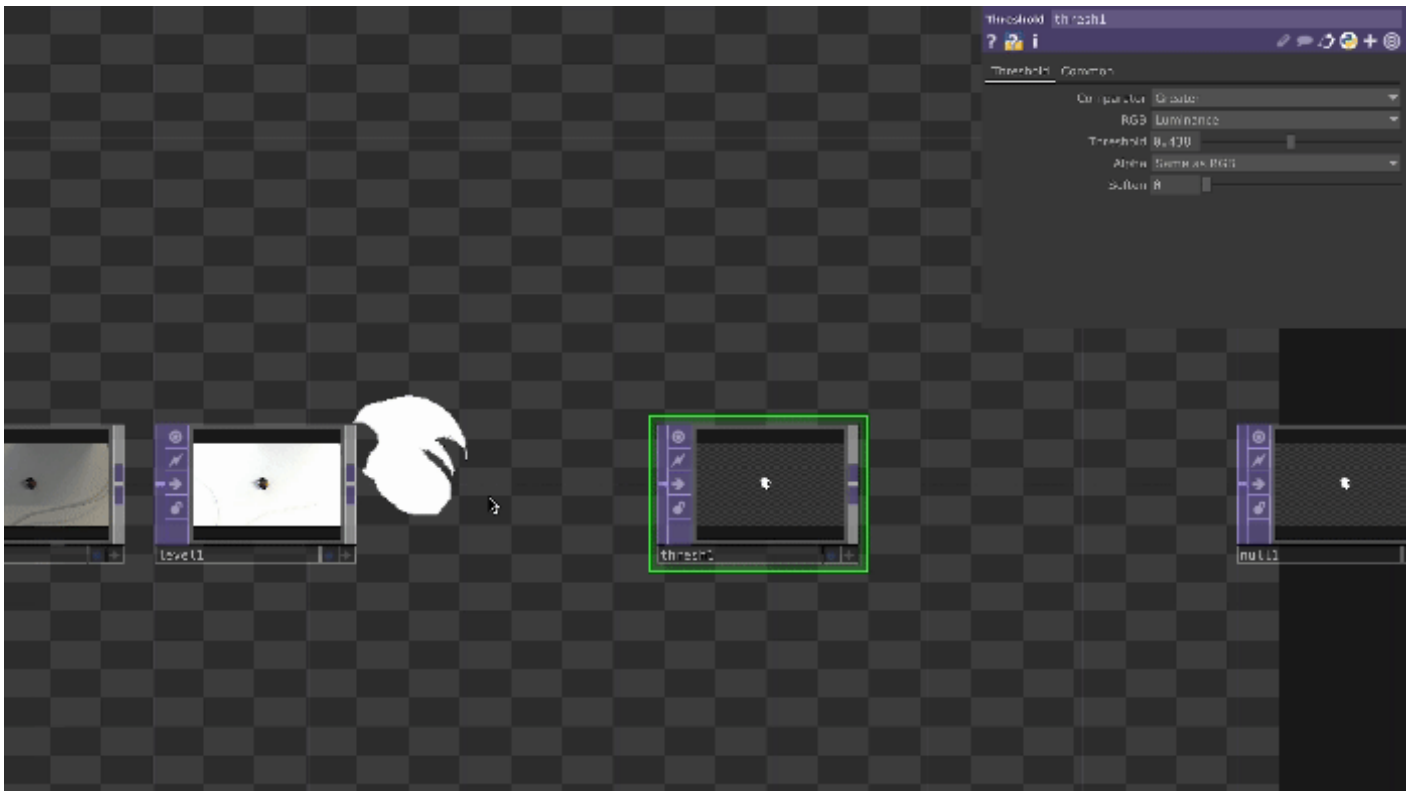 Threshold thresh1
? i
Threshold Common
Comparator Greater
RGB Luminance
Threshold 0.430
Alpha Same as RGB
Soften 0
level1
thresh1
null1